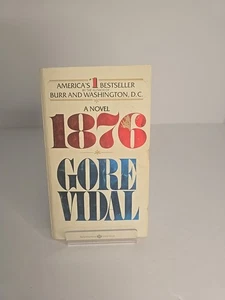 AMERICA'S #1 BESTSELLER
BURR AND WASHINGTON, D.C.
A NOVEL
1876
GORE
VIDAL